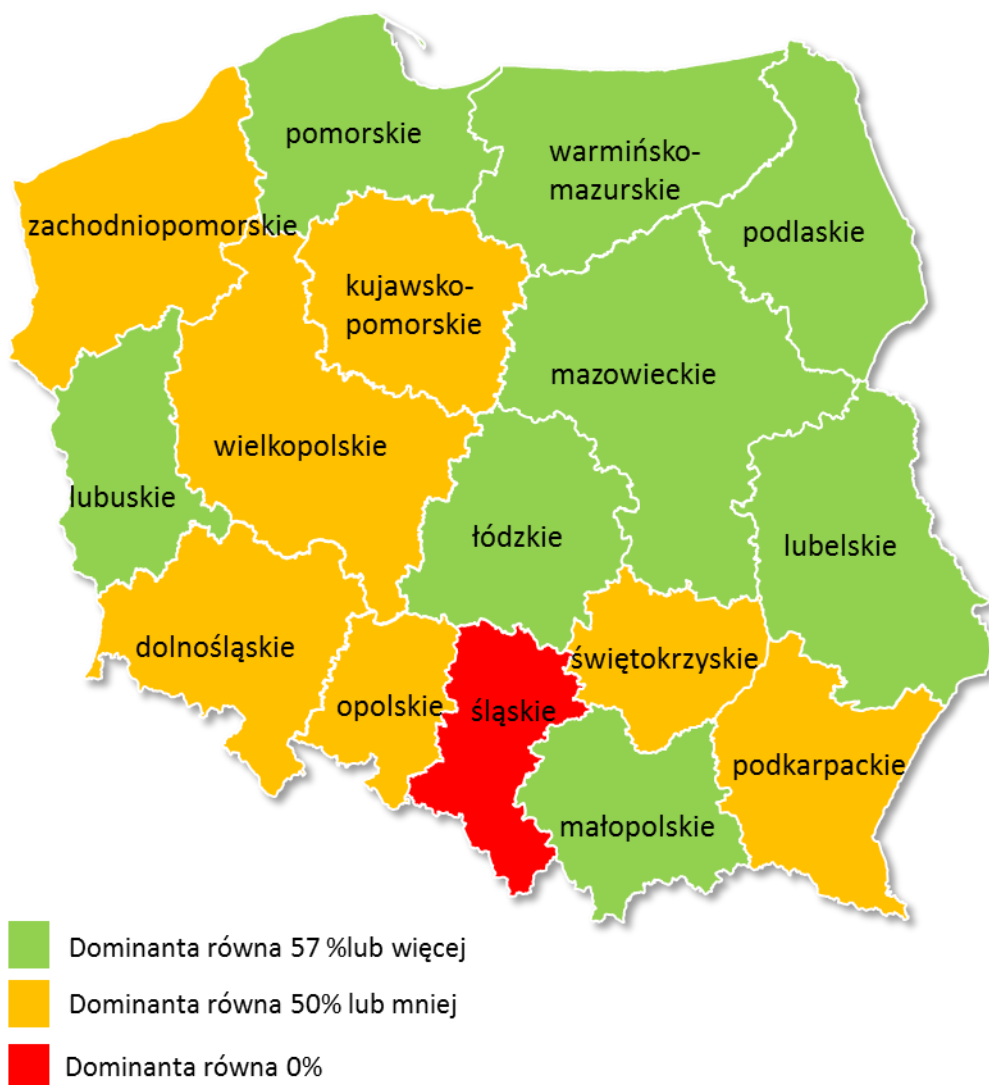 pomorskie
warmińsko-
mazurskie
zachodniopomorskie
podlaskie
kujawsko-
pomorskie
mazowieckie
wielkopolskie
lubuskie
łódzkie
lubelskie
dolnośląskie
świętokrzyskie
opolskie
śląskie
podkarpackie
małopolskie
Dominanta równa 57 %lub więcej
Dominanta równa 50% lub mniej
Dominanta równa 0%